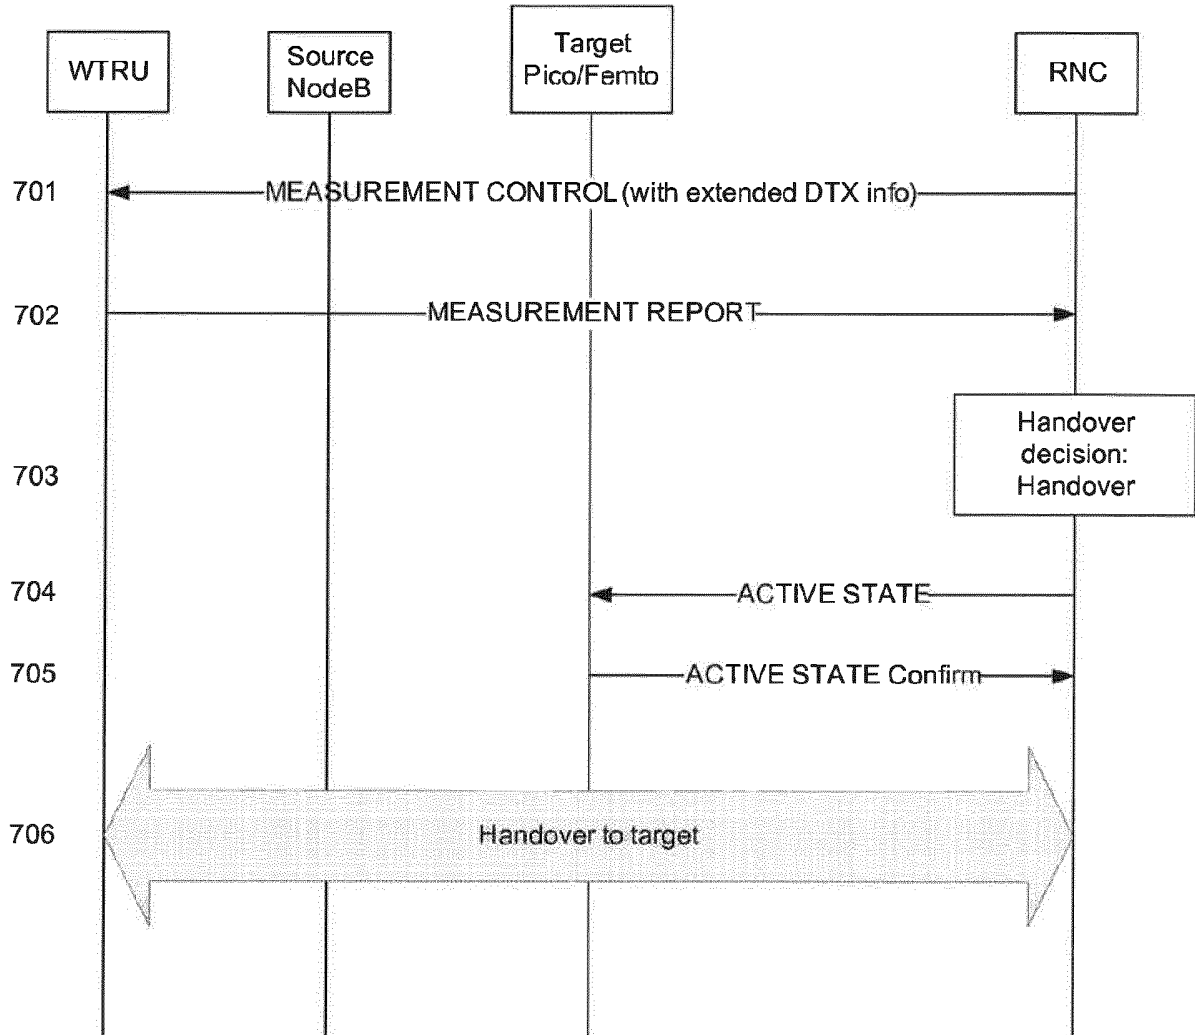 WTRU
Source
NodeB
Target
Pico/Femto
RNC
701
MEASUREMENT CONTROL (with extended DTX info)
702
MEASUREMENT REPORT
703
Handover
decision:
Handover
704
ACTIVE STATE
705
ACTIVE STATE Confirm
706
Handover to target